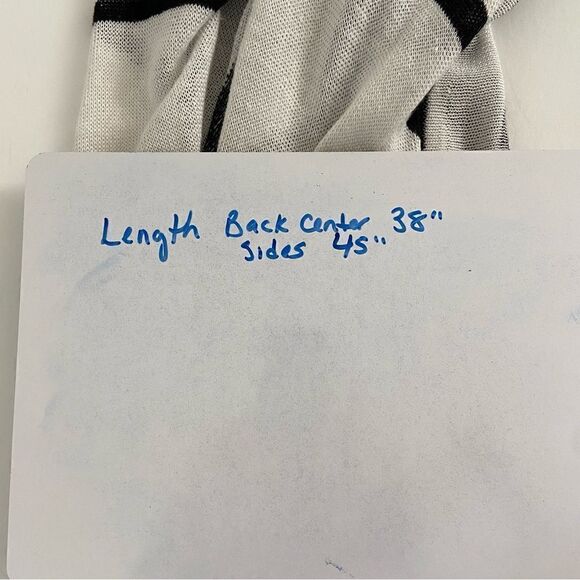 Length Back Center 38"
Sides 45"